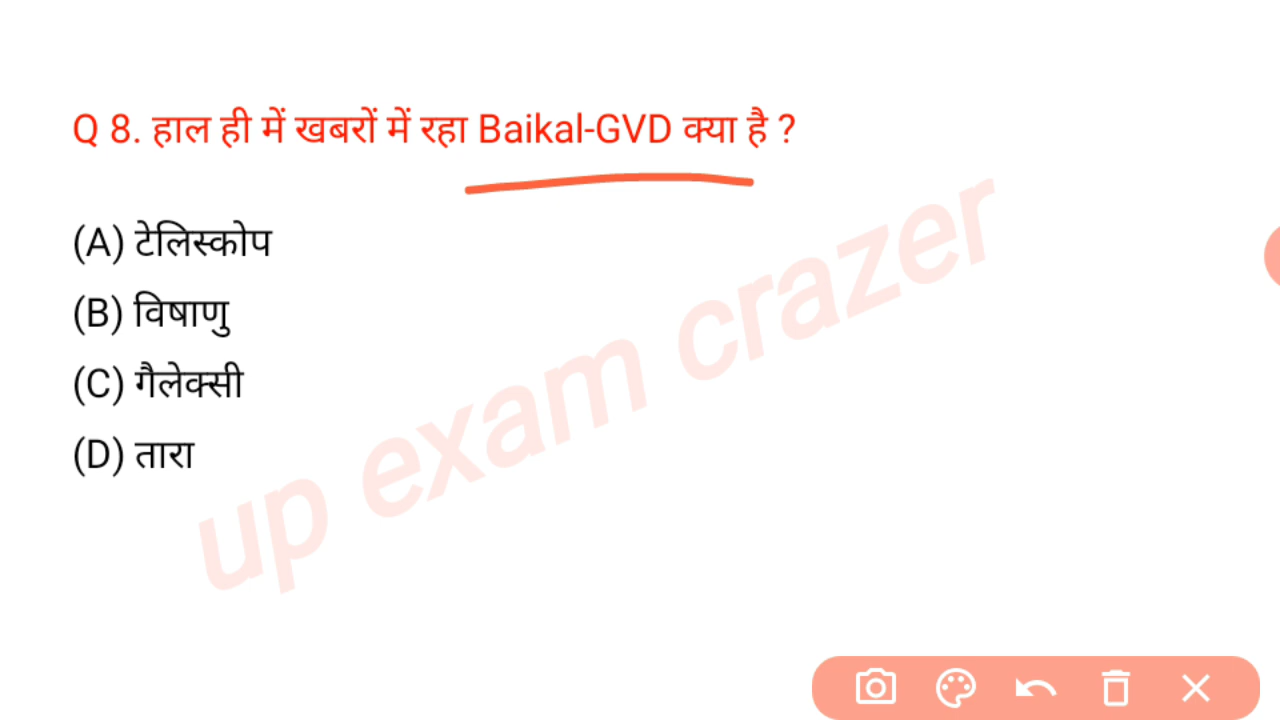 Q 8. हाल ही में खबरों में रहा Baikal-GVD क्या है ?
(A) टेलिस्कोप
(B) विषाणु
(C) गैलेक्सी
(D) तारा
up exam crazer